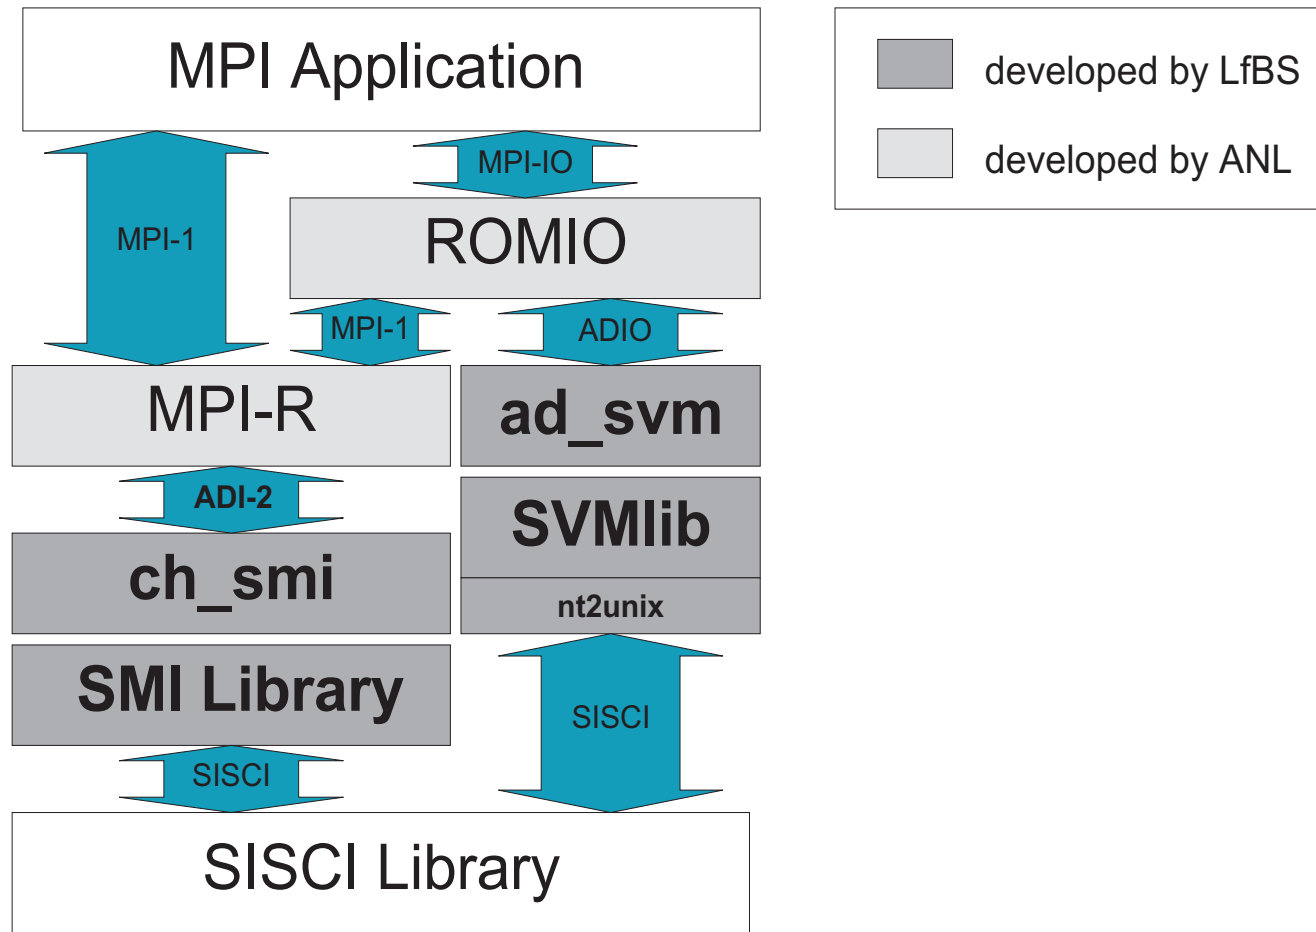 MPI Application
developed by LfBS
developed by ANL
MPI-IO
MPI-1
ROMIO
MPI-1
ADIO
MPI-R
ad_svm
ADI-2
SVMlib
ch_smi
nt2unix
SMI Library
SISCI
SISCI
SISCI Library